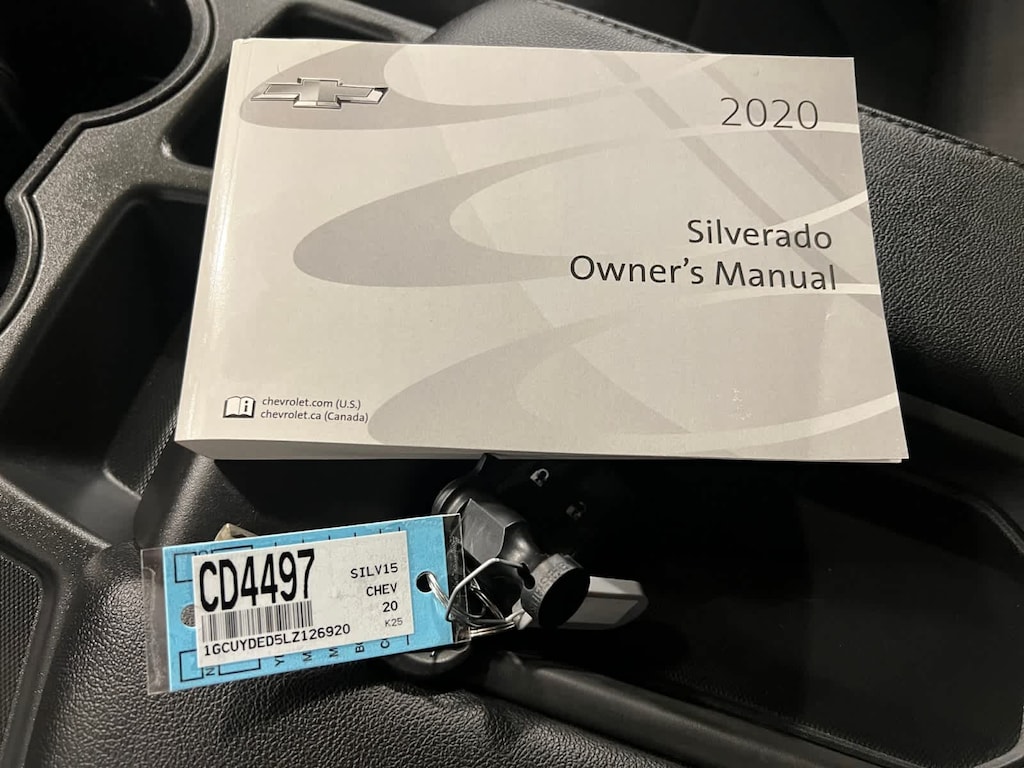 2020
Silverado
Owner's Manual
chevrolet.com (U.S.)
chevrolet.ca (Canada)
CD4497
SILV15
CHEV
20
K25
1GCUYDED5LZ126920